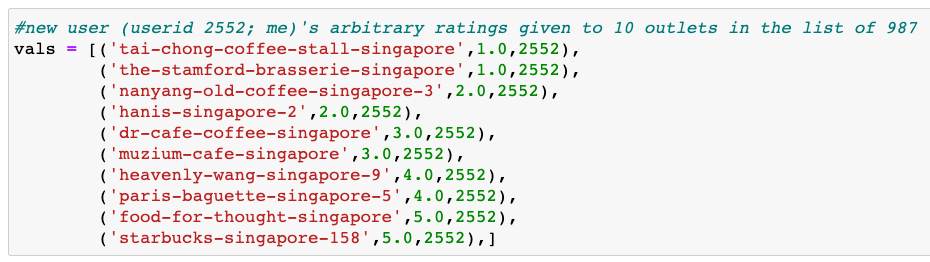 #new user (userid 2552; me)'s arbitrary ratings given to 10 outlets in the list of 987
vals = [('tai-chong-coffee-stall-singapore',1.0,2552),
('the-stamford-brasserie-singapore',1.0,2552),
('nanyang-old-coffee-singapore-3',2.0,2552),
('hanis-singapore-2',2.0,2552),
('dr-cafe-coffee-singapore',3.0,2552),
('muzium-cafe-singapore',3.0,2552),
('heavenly-wang-singapore-9',4.0,2552),
('paris-baguette-singapore-5',4.0,2552),
('food-for-thought-singapore',5.0,2552),
('starbucks-singapore-158',5.0,2552),]